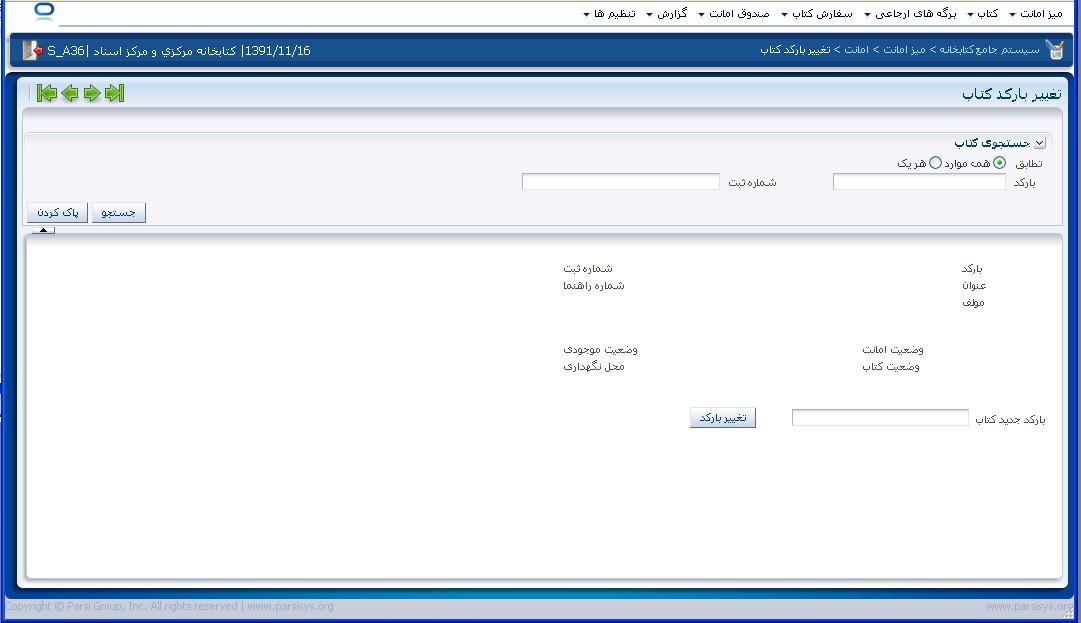 میز امانت کتاب برگه های ارجاعی سفارش کتاب صندوق امانت گزارش تنظیم ها
سیستم جامع کتابخانه > میز امانت > امانت > تغییر بارکد کتاب
S_A36| کتابخانه مرکزي و مرکز اسناد |1391/11/16
تغییر بارکد کتاب
جستجوی کتاب
تطابق همه موارد هر یک
بارکد شماره ثبت
جستجو پاک کردن
بارکد شماره ثبت
عنوان شماره راهنما
مولف
وضعیت امانت وضعیت موجودی
وضعیت کتاب محل نگهداری
بارکد جدید کتاب تغییر بارکد
Copyright © Parsi Group, Inc. All rights reserved | www.parsisys.org www.parsisys.org